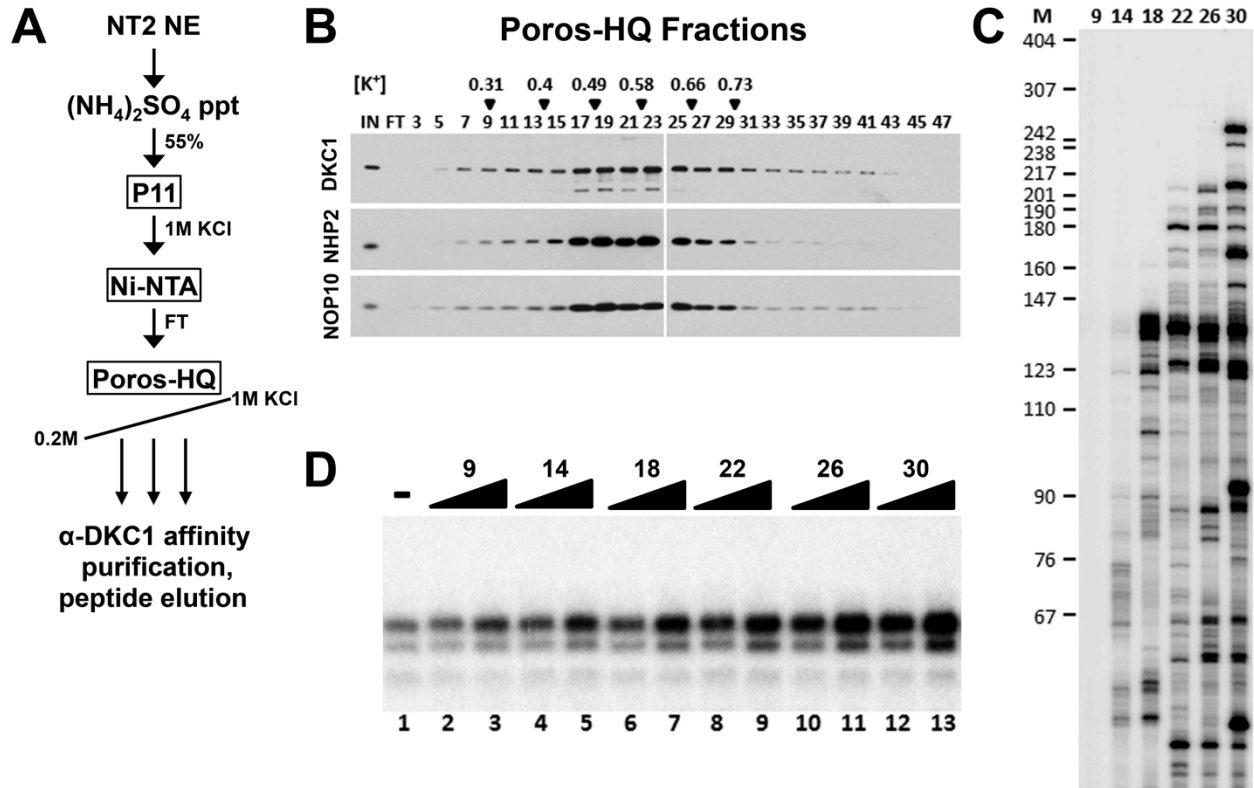 A
NT2 NE
(NH₄)₂SO₄ ppt
55%
P11
1M KCl
Ni-NTA
FT
Poros-HQ
1M KCl
0.2M
α-DKC1 affinity
purification,
peptide elution
B
Poros-HQ Fractions
[K⁺] 0.31 0.4 0.49 0.58 0.66 0.73
IN FT 3 5 7 9 11 13 15 17 19 21 23 25 27 29 31 33 35 37 39 41 43 45 47
DKC1
NHP2
NOP10
C
M 9 14 18 22 26 30
404
307
242
238
217
201
190
180
160
147
123
110
90
76
67
D
- 9 14 18 22 26 30
1 2 3 4 5 6 7 8 9 10 11 12 13